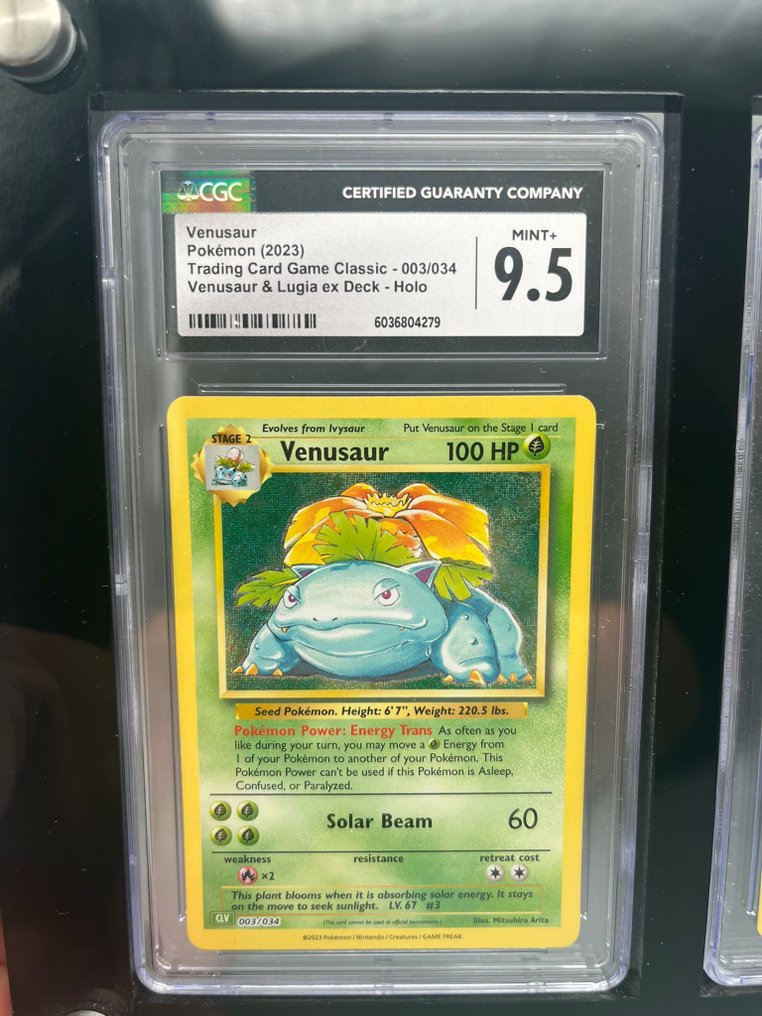 CGC
CERTIFIED GUARANTY COMPANY
Venusaur
Pokémon (2023)
Trading Card Game Classic - 003/034
Venusaur & Lugia ex Deck - Holo
MINT+
9.5
6036804279
Evolves from Ivysaur
Put Venusaur on the Stage 1 card
STAGE 2
Venusaur
100 HP
Seed Pokémon. Height: 6'7", Weight: 220.5 lbs.
Pokémon Power: Energy Trans As often as you
like during your turn, you may move a Energy from
1 of your Pokémon to another of your Pokémon. This
Pokémon Power can't be used if this Pokémon is Asleep,
Confused, or Paralyzed.
Solar Beam 60
weakness resistance retreat cost
×2
This plant blooms when it is absorbing solar energy. It stays
on the move to seek sunlight. LV. 67 #3
CLV 003/034 (This card cannot be used at official tournaments.) Illus. Mitsuhiro Arita
©2023 Pokémon / Nintendo / Creatures / GAME FREAK